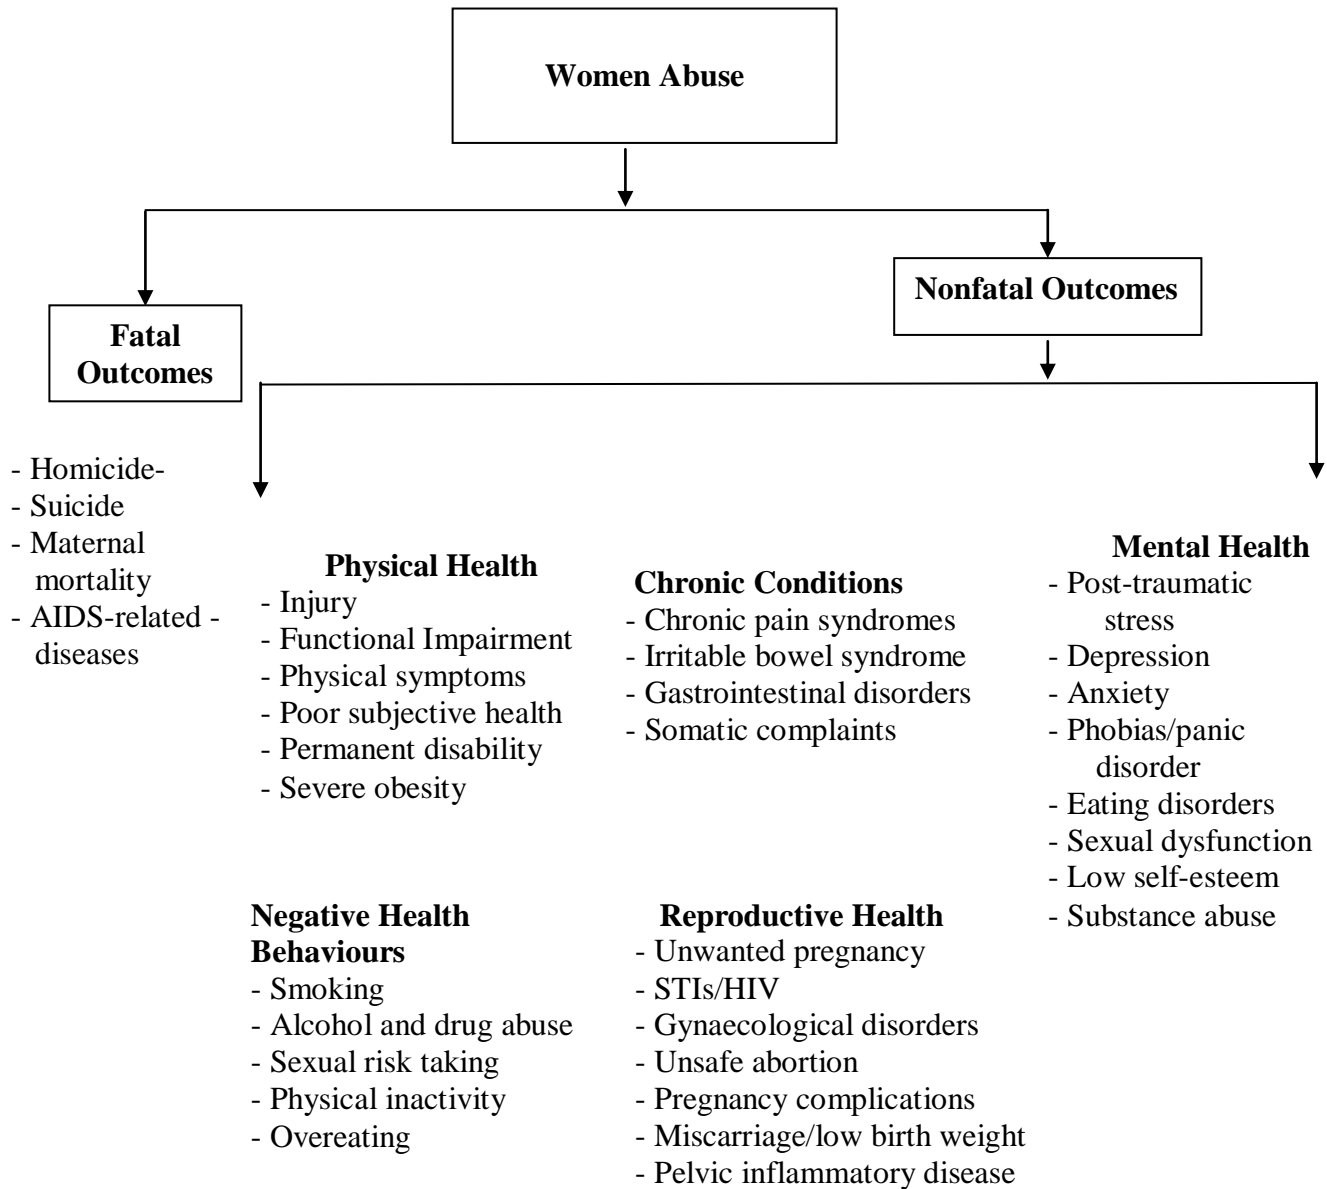 Women Abuse
Nonfatal Outcomes
Fatal
Outcomes
- Homicide-
- Suicide
- Maternal
mortality
- AIDS-related -
diseases
Physical Health
- Injury
- Functional Impairment
- Physical symptoms
- Poor subjective health
- Permanent disability
- Severe obesity
Chronic Conditions
- Chronic pain syndromes
- Irritable bowel syndrome
- Gastrointestinal disorders
- Somatic complaints
Mental Health
- Post-traumatic
stress
- Depression
- Anxiety
- Phobias/panic
disorder
- Eating disorders
- Sexual dysfunction
- Low self-esteem
- Substance abuse
Negative Health
Behaviours
- Smoking
- Alcohol and drug abuse
- Sexual risk taking
- Physical inactivity
- Overeating
Reproductive Health
- Unwanted pregnancy
- STIs/HIV
- Gynaecological disorders
- Unsafe abortion
- Pregnancy complications
- Miscarriage/low birth weight
- Pelvic inflammatory disease